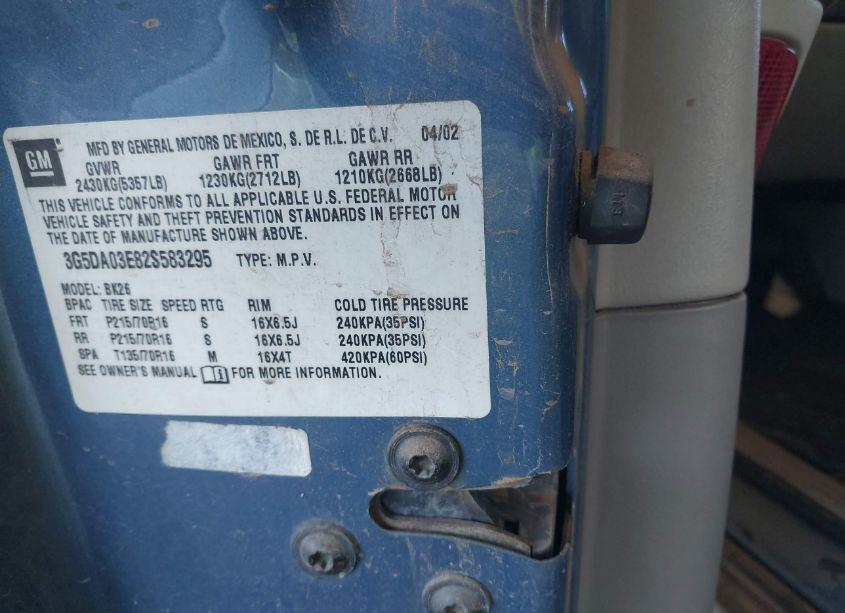 GM
MFD BY GENERAL MOTORS DE MEXICO, S. DE R.L. DE C.V. 04/02
GVWR GAWR FRT GAWR RR
2430KG(5357LB) 1230KG(2712LB) 1210KG(2668LB)
THIS VEHICLE CONFORMS TO ALL APPLICABLE U.S. FEDERAL MOTOR
VEHICLE SAFETY AND THEFT PREVENTION STANDARDS IN EFFECT ON
THE DATE OF MANUFACTURE SHOWN ABOVE.
3G5DA03E82S583295 TYPE: M.P.V.
MODEL: BK26
BPAC TIRE SIZE SPEED RTG RIM COLD TIRE PRESSURE
FRT P215/70R16 S 16X6.5J 240KPA(35PSI)
RR P215/70R16 S 16X6.5J 240KPA(35PSI)
SPA T135/70R16 M 16X4T 420KPA(60PSI)
SEE OWNER'S MANUAL FOR MORE INFORMATION.